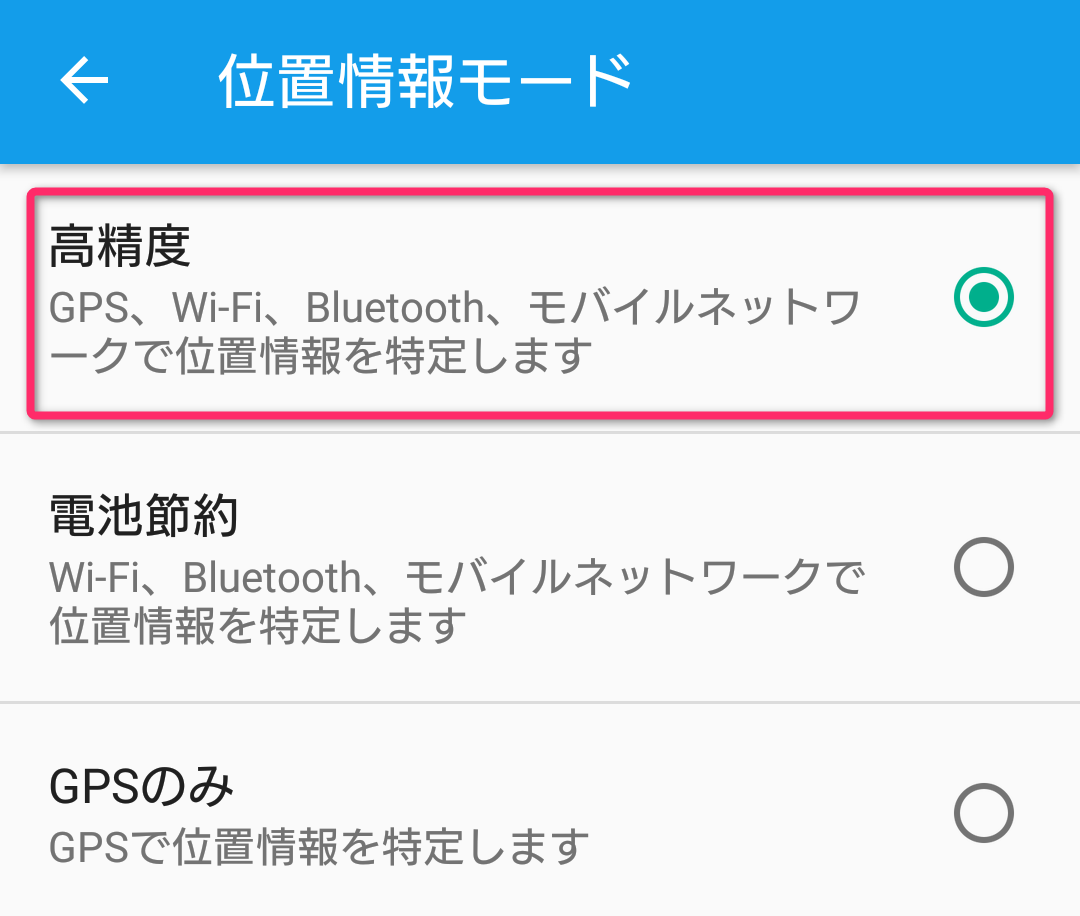 位置情報モード
高精度
GPS、Wi-Fi、Bluetooth、モバイルネットワ
ークで位置情報を特定します
電池節約
Wi-Fi、Bluetooth、モバイルネットワークで
位置情報を特定します
GPSのみ
GPSで位置情報を特定します